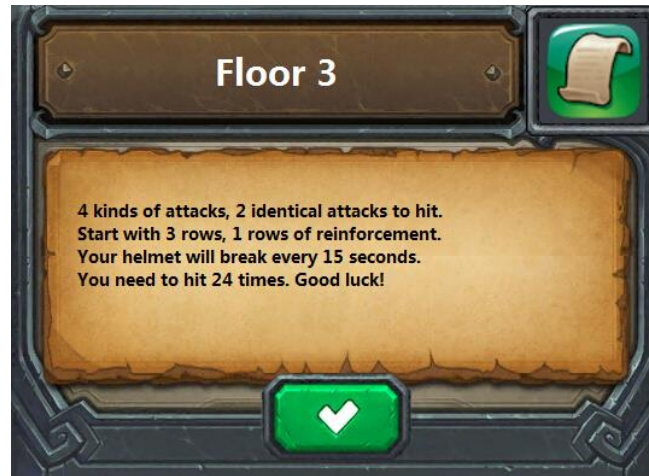 Floor 3
4 kinds of attacks, 2 identical attacks to hit.
Start with 3 rows, 1 rows of reinforcement.
Your helmet will break every 15 seconds.
You need to hit 24 times. Good luck!